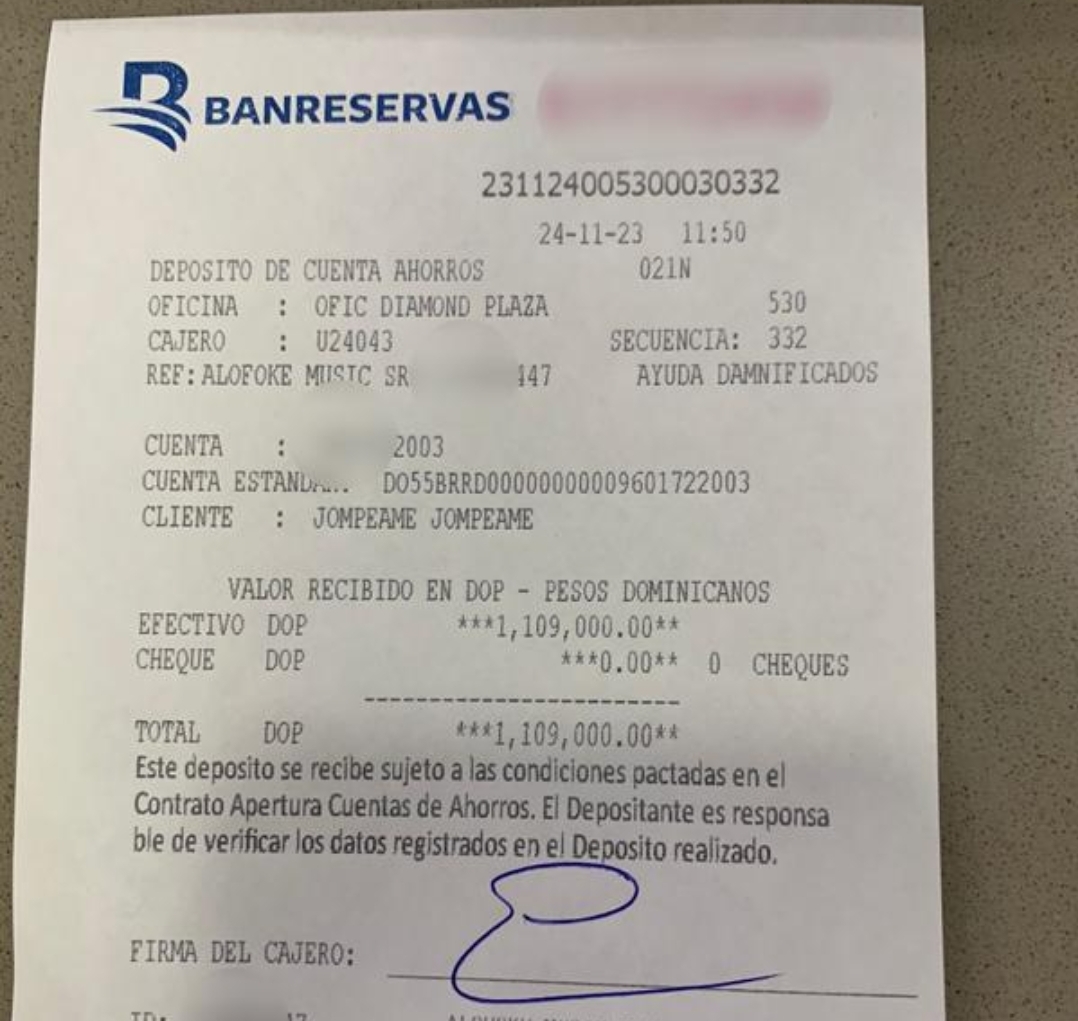 BANRESERVAS
231124005300030332
24-11-23 11:50
DEPOSITO DE CUENTA AHORROS 021N
OFICINA : OFIC DIAMOND PLAZA 530
CAJERO : U24043 SECUENCIA: 332
REF: ALOFOKE MUSIC SR 447 AYUDA DAMNIFICADOS
CUENTA : 2003
CUENTA DO55BRRD00000000009601722003
CLIENTE : JOMPEAME JOMPEAME
VALOR RECIBIDO EN DOP - PESOS DOMINICANOS
EFECTIVO DOP ***1,109,000.00**
CHEQUE DOP ***0.00** 0 CHEQUES
-----------------------
TOTAL DOP ***1,109,000.00**
Este deposito se recibe sujeto a las condiciones pactadas en el
Contrato Apertura Cuentas de Ahorros. El Depositante es responsa
ble de verificar los datos registrados en el Deposito realizado.
FIRMA DEL CAJERO: